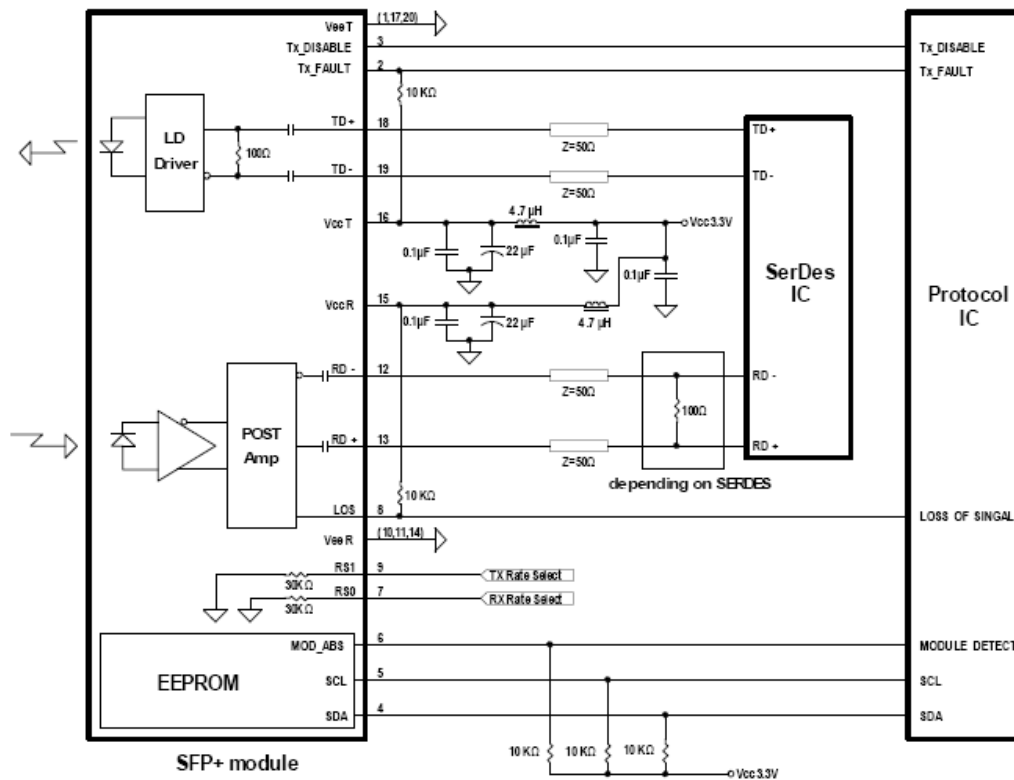 VeeT (1,17,20)
Tx_DISABLE 3 Tx_DISABLE
Tx_FAULT 2 Tx_FAULT
10 KΩ
LD Driver
100Ω
TD+ 18 Z=50Ω TD+
TD- 19 Z=50Ω TD-
VccT 16 4.7 µH Vcc3.3V
0.1µF 22 µF 0.1µF 0.1µF
SerDes IC
Protocol IC
VccR 15
0.1µF 22 µF 4.7 µH
RD - 12 Z=50Ω RD -
100Ω
POST Amp
RD + 13 Z=50Ω RD +
depending on SERDES
10 KΩ
LOS 8 LOSS OF SINGAL
VeeR (10,11,14)
RS1 9 TX Rate Select
30KΩ
RS0 7 RX Rate Select
30KΩ
MOD_ABS 6 MODULE DETECT
EEPROM
SCL 5 SCL
SDA 4 SDA
10 KΩ 10 KΩ 10 KΩ
Vcc3.3V
SFP+ module